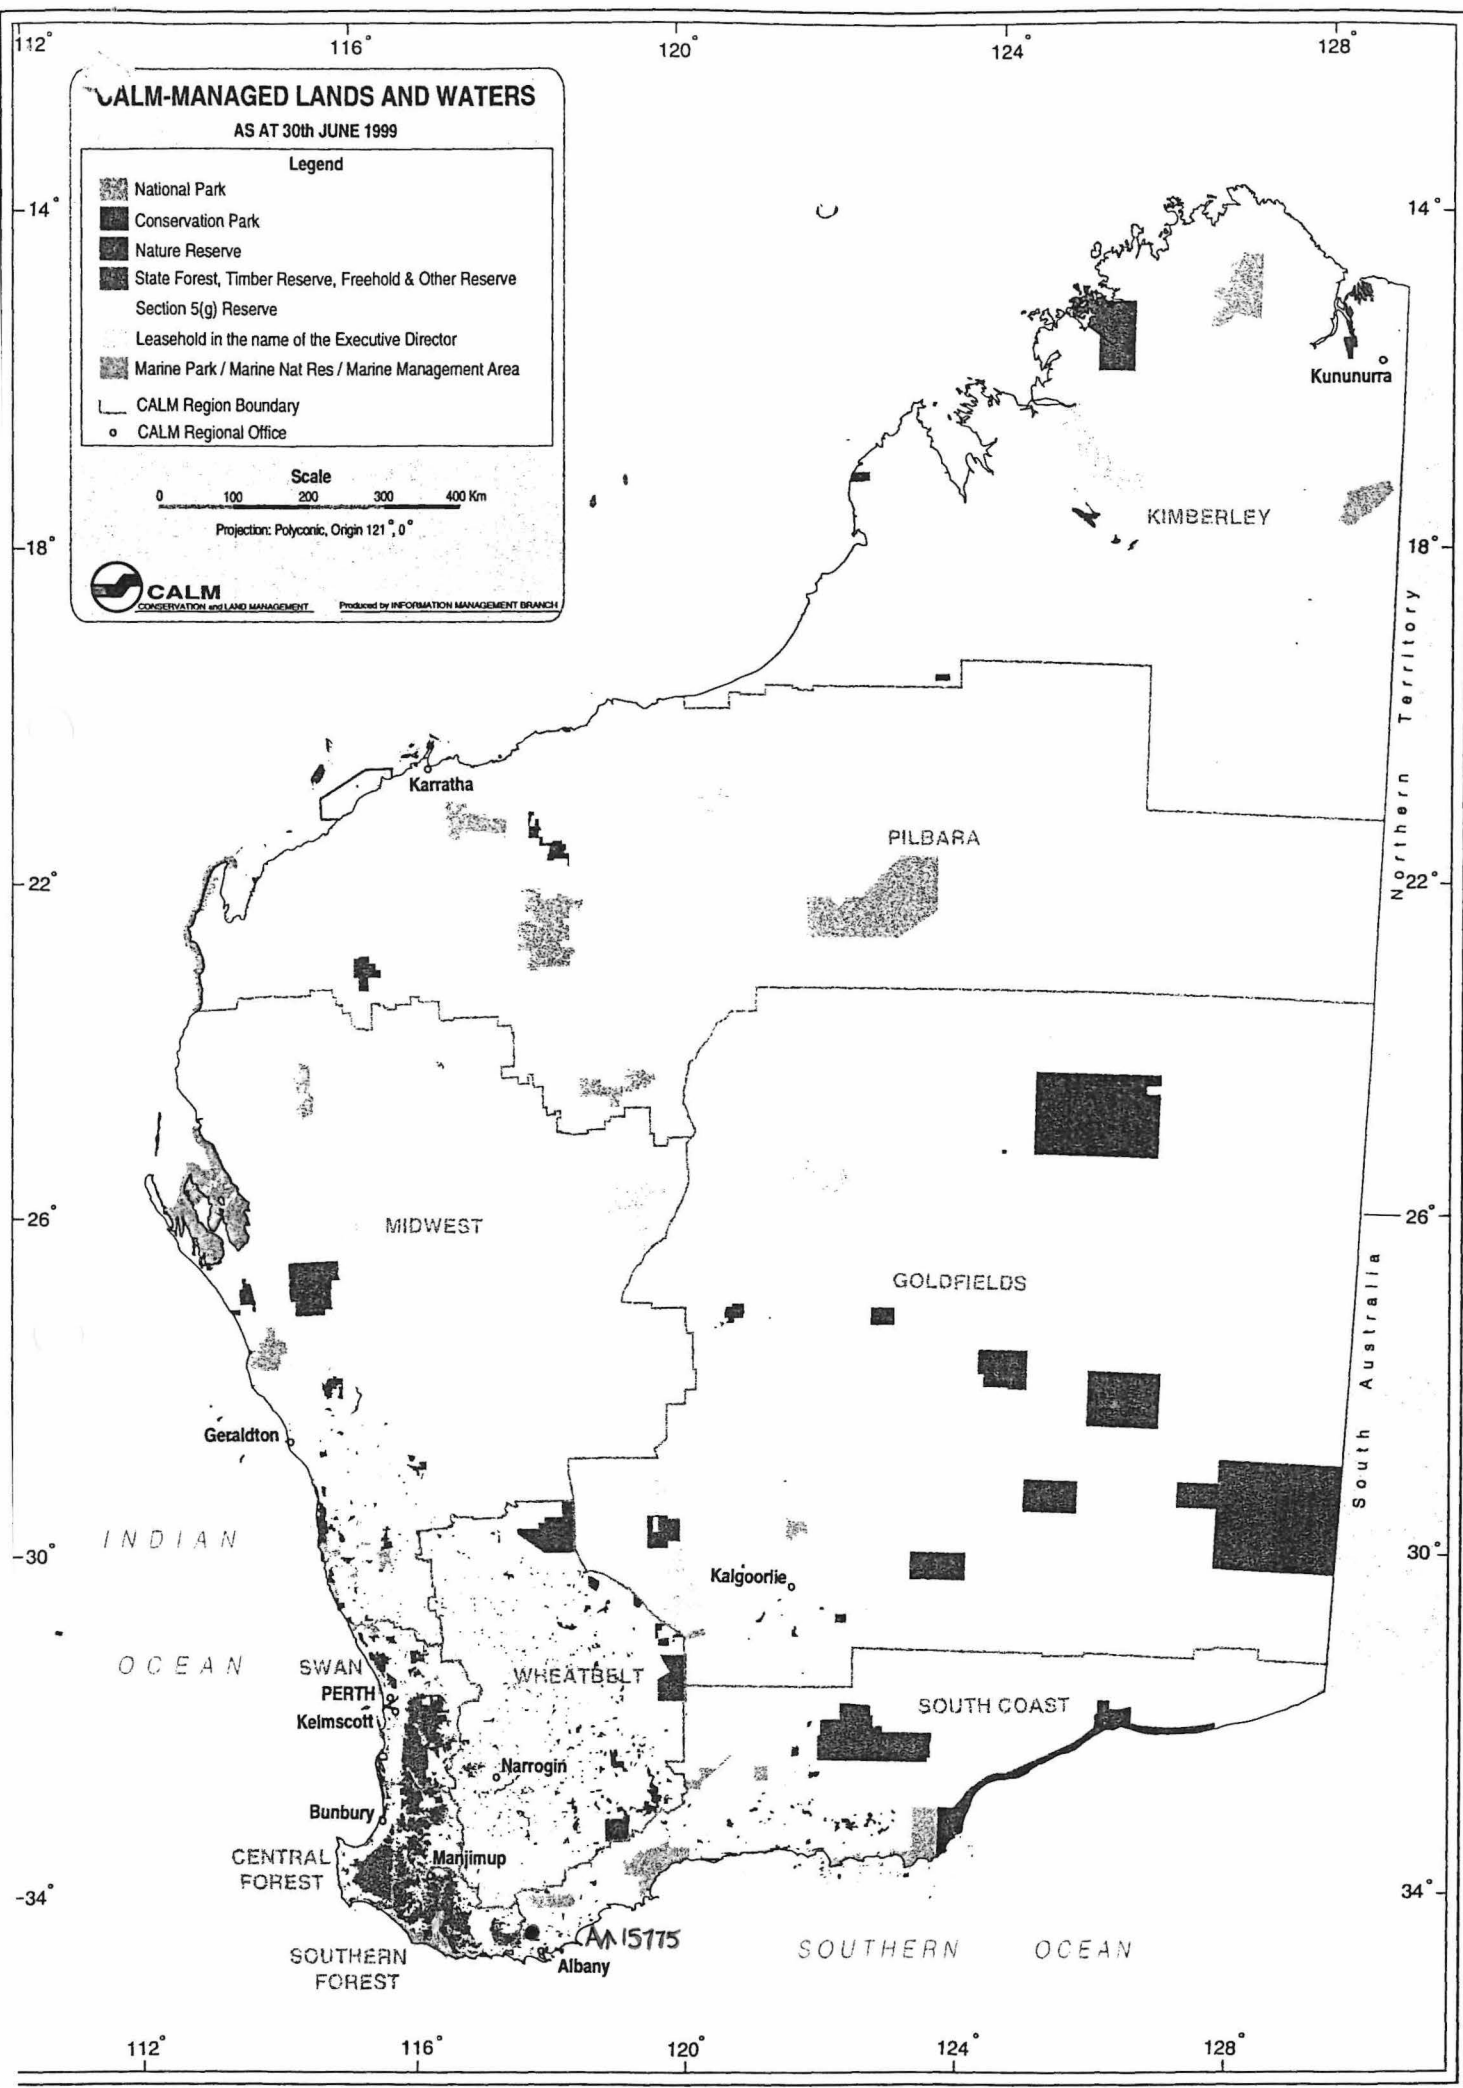 112°
116°
120°
124°
128°
CALM-MANAGED LANDS AND WATERS
AS AT 30th JUNE 1999
Legend
National Park
Conservation Park
Nature Reserve
State Forest, Timber Reserve, Freehold & Other Reserve
Section 5(g) Reserve
Leasehold in the name of the Executive Director
Marine Park / Marine Nat Res / Marine Management Area
CALM Region Boundary
CALM Regional Office
Scale
0 100 200 300 400 Km
Projection: Polyconic, Origin 121°, 0°
CALM
CONSERVATION and LAND MANAGEMENT
Produced by INFORMATION MANAGEMENT BRANCH
14°
14°
Kununurra
KIMBERLEY
18°
18°
Northern Territory
Karratha
PILBARA
22°
22°
26°
MIDWEST
26°
GOLDFIELDS
South Australia
Geraldton
INDIAN
30°
Kalgoorlie
30°
OCEAN
SWAN
WHEATBELT
PERTH
SOUTH COAST
Kelmscott
Narrogin
Bunbury
CENTRAL
FOREST
Manjimup
34°
34°
SOUTHERN
FOREST
Albany
SOUTHERN OCEAN
112°
116°
120°
124°
128°